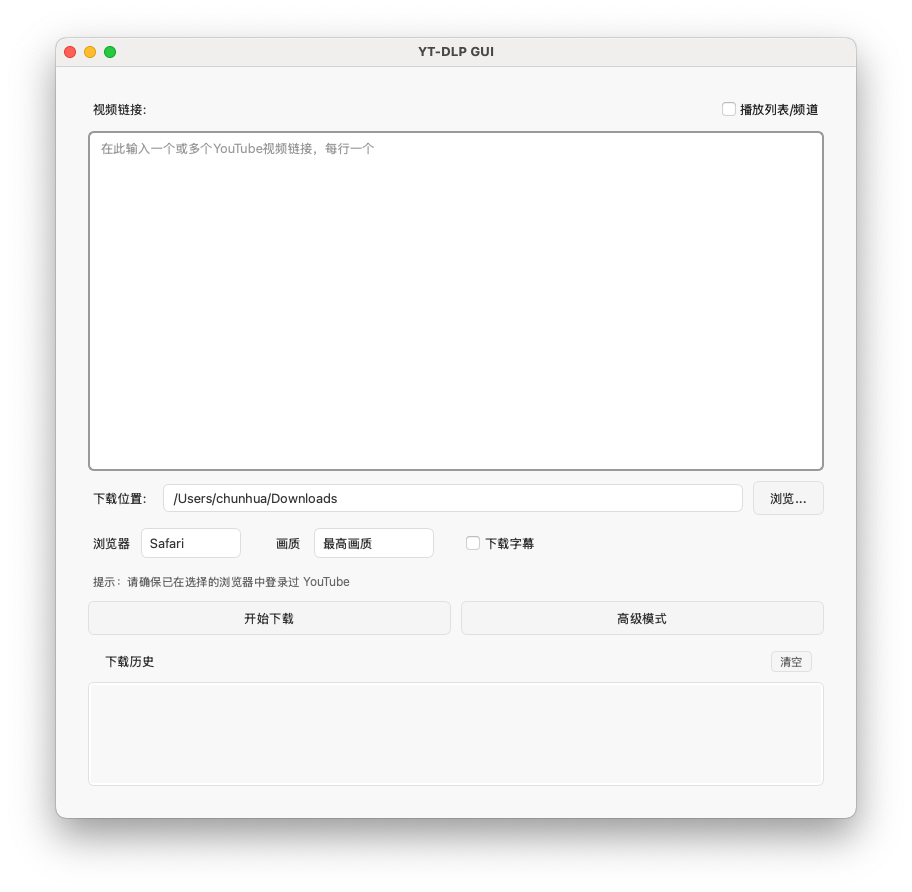 YT-DLP GUI
视频链接: 播放列表/频道
在此输入一个或多个YouTube视频链接，每行一个
下载位置: /Users/chunhua/Downloads 浏览...
浏览器 Safari 画质 最高画质 下载字幕
提示：请确保已在选择的浏览器中登录过 YouTube
开始下载 高级模式
下载历史 清空